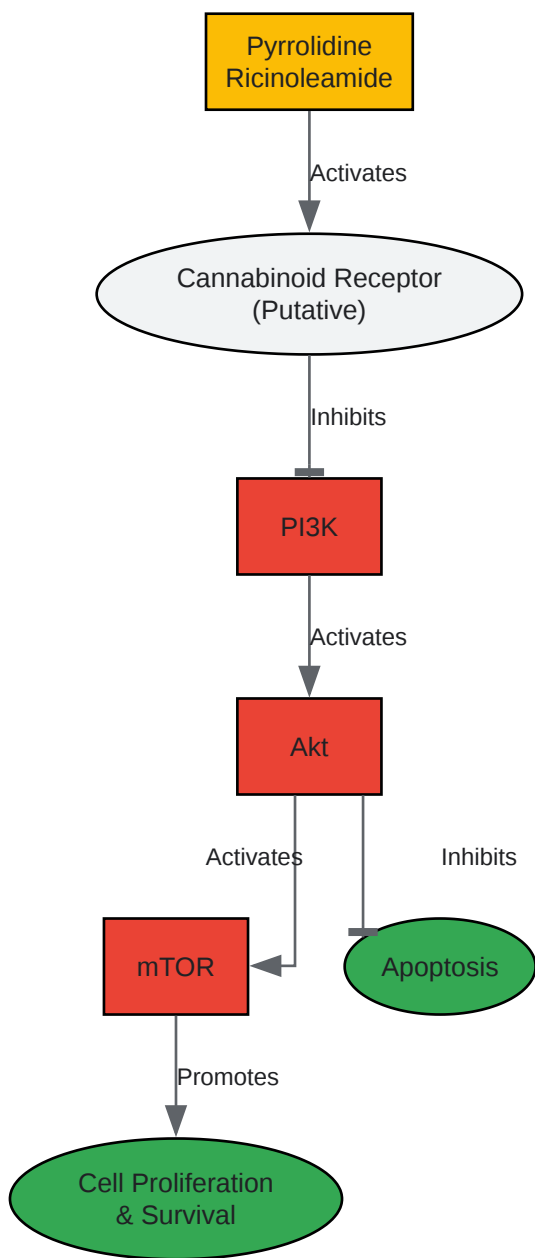 Pyrrolidine
Ricinoleamide
Activates
Cannabinoid Receptor
(Putative)
Inhibits
PI3K
Activates
Akt
Activates
Inhibits
mTOR
Apoptosis
Promotes
Cell Proliferation
& Survival